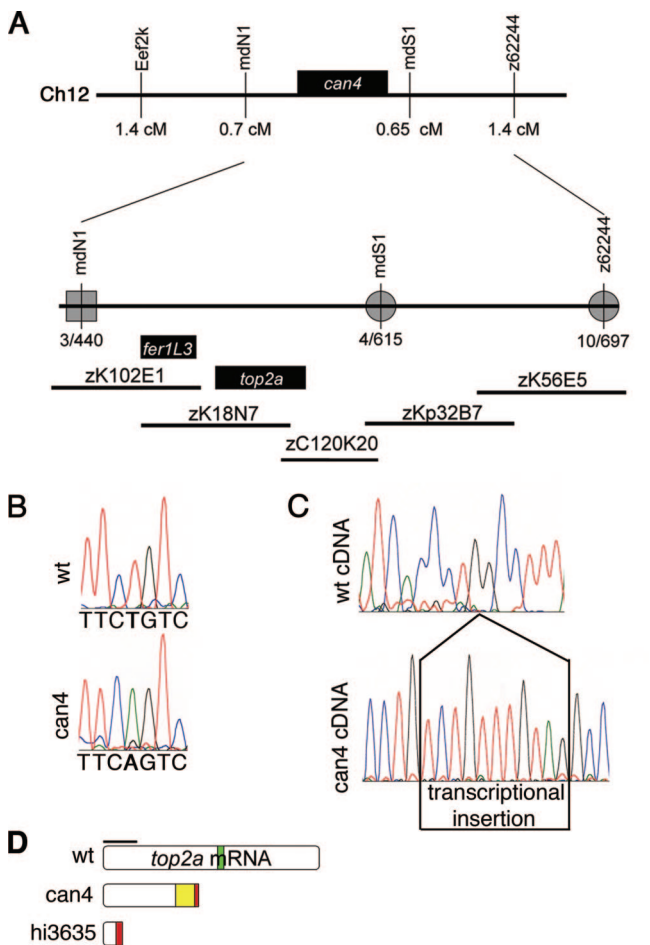 A
Eef2k
mdN1
mdS1
z62244
can4
Ch12
1.4 cM
0.7 cM
0.65 cM
1.4 cM
mdN1
mdS1
z62244
3/440
4/615
10/697
fer1L3
top2a
zK102E1
zK56E5
zK18N7
zKp32B7
zC120K20
B
wt
TTCTGTC
can4
TTCAGTC
C
wt cDNA
can4 cDNA
transcriptional
insertion
D
wt
top2a mRNA
can4
hi3635